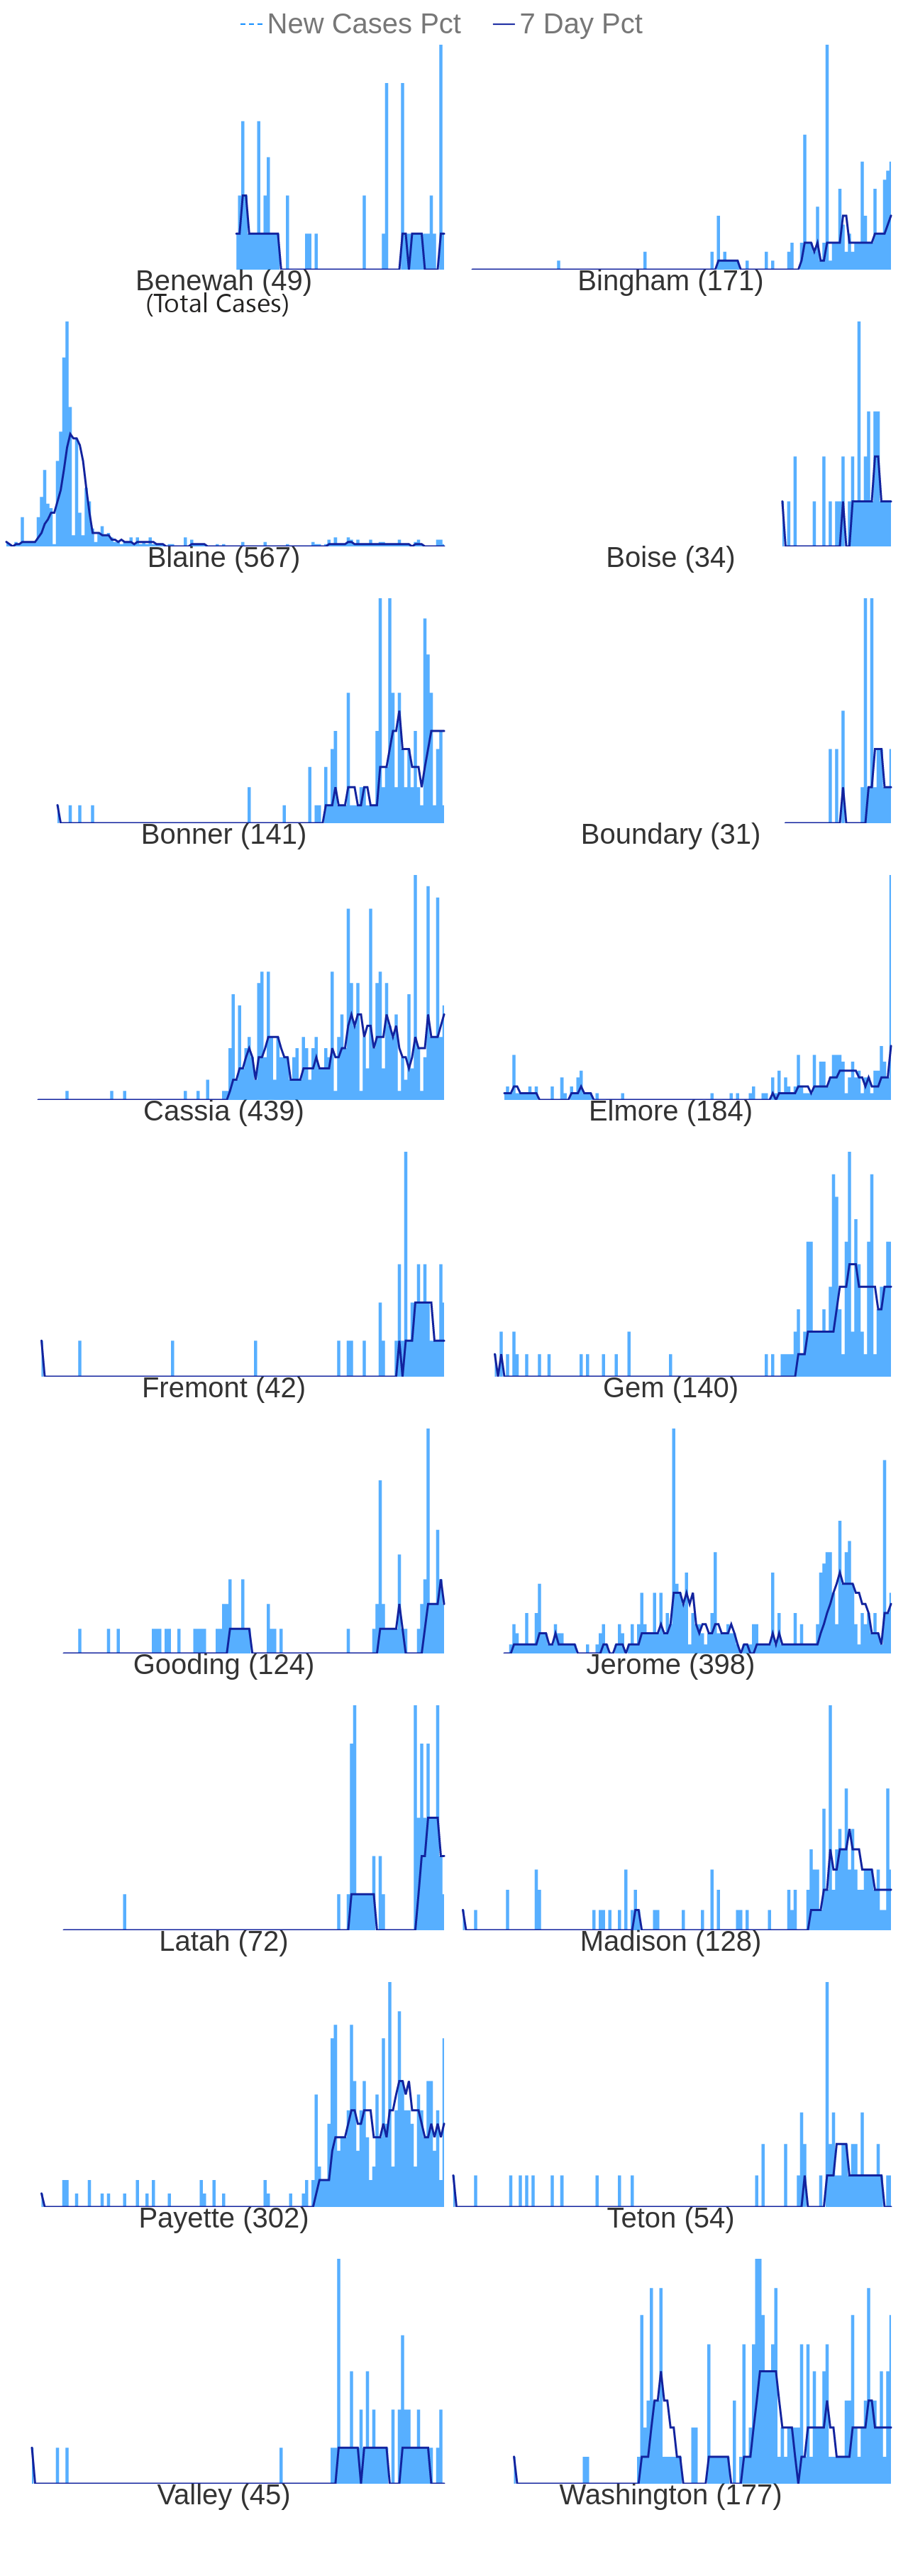 New Cases Pct 7 Day Pct
Benewah (49) Bingham (171)
(Total Cases)
Blaine (567) Boise (34)
Bonner (141) Boundary (31)
Cassia (439) Elmore (184)
Fremont (42) Gem (140)
Gooding (124) Jerome (398)
Latah (72) Madison (128)
Payette (302) Teton (54)
Valley (45) Washington (177)